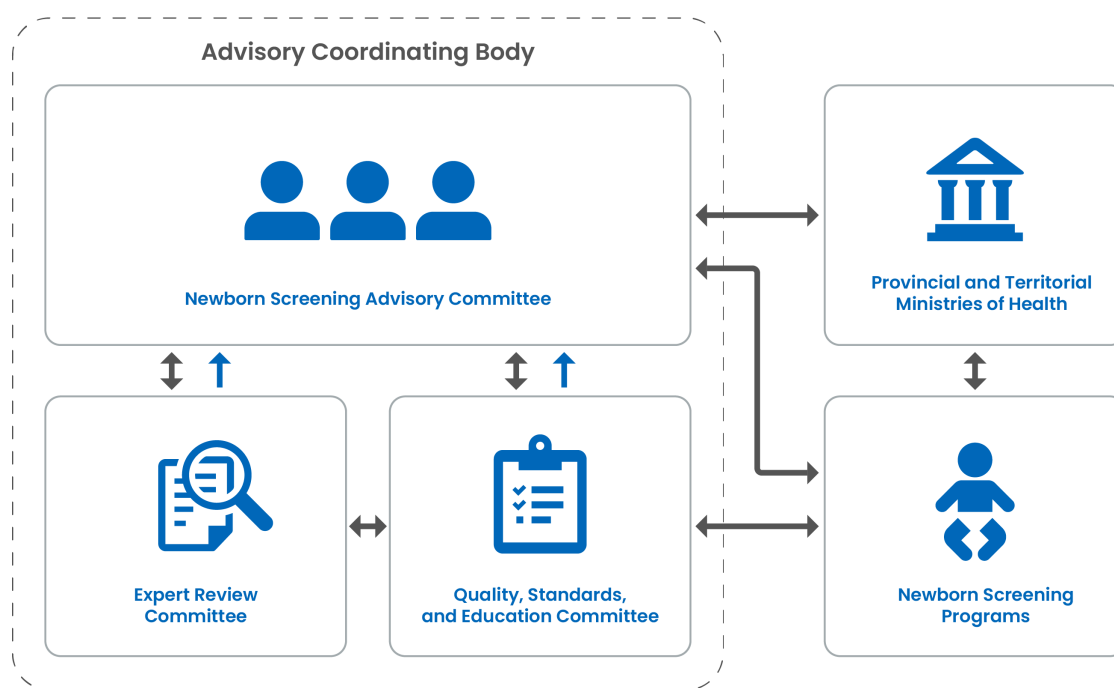 Advisory Coordinating Body
Newborn Screening Advisory Committee
Provincial and Territorial
Ministries of Health
Expert Review
Committee
Quality, Standards,
and Education Committee
Newborn Screening
Programs